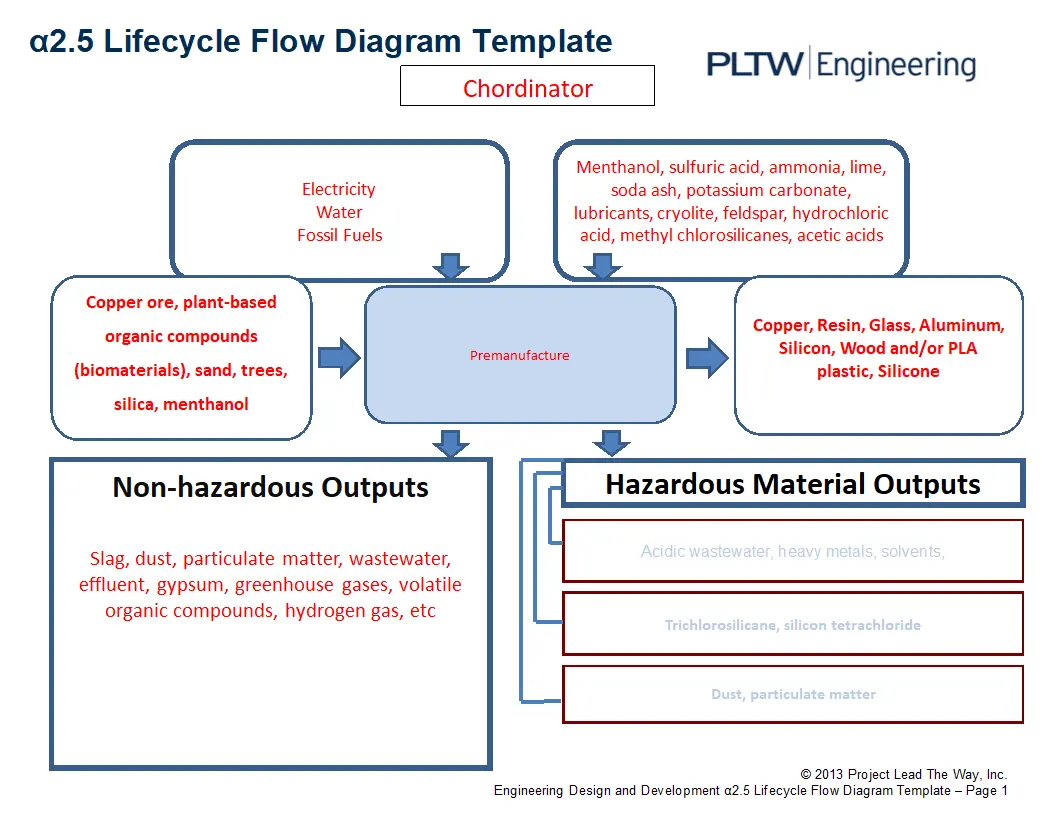 α2.5 Lifecycle Flow Diagram Template
PLTW Engineering
Chordinator
Electricity
Water
Fossil Fuels
Menthanol, sulfuric acid, ammonia, lime,
soda ash, potassium carbonate,
lubricants, cryolite, feldspar, hydrochloric
acid, methyl chlorosilicanes, acetic acids
Copper ore, plant-based
organic compounds
(biomaterials), sand, trees,
silica, menthanol
Premanufacture
Copper, Resin, Glass, Aluminum,
Silicon, Wood and/or PLA
plastic, Silicone
Non-hazardous Outputs
Slag, dust, particulate matter, wastewater,
effluent, gypsum, greenhouse gases, volatile
organic compounds, hydrogen gas, etc
Hazardous Material Outputs
Acidic wastewater, heavy metals, solvents,
Trichlorosilicane, silicon tetrachloride
Dust, particulate matter
© 2013 Project Lead The Way, Inc.
Engineering Design and Development α2.5 Lifecycle Flow Diagram Template – Page 1